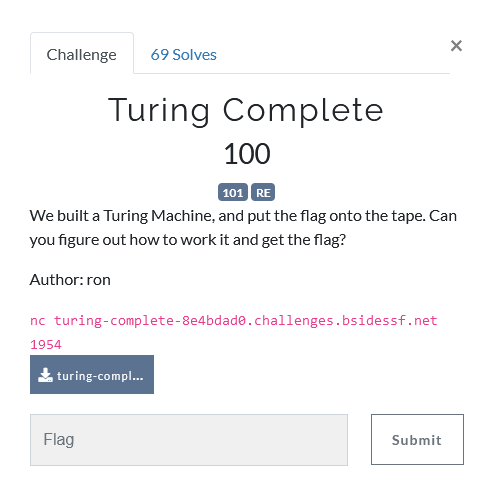 Challenge
69 Solves
×
Turing Complete
100
101 RE
We built a Turing Machine, and put the flag onto the tape. Can
you figure out how to work it and get the flag?
Author: ron
nc turing-complete-8e4bdad0.challenges.bsidessf.net
1954
turing-compl...
Flag
Submit